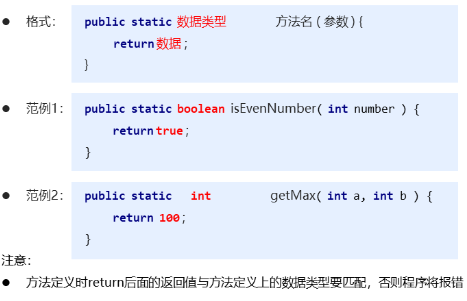 ● 格式： public static 数据类型 方法名 ( 参数 ) {
return 数据 ;
}
● 范例1： public static boolean isEvenNumber( int number ) {
return true ;
}
● 范例2： public static int getMax( int a, int b ) {
return 100 ;
}
注意：
● 方法定义时return后面的返回值与方法定义上的数据类型要匹配，否则程序将报错